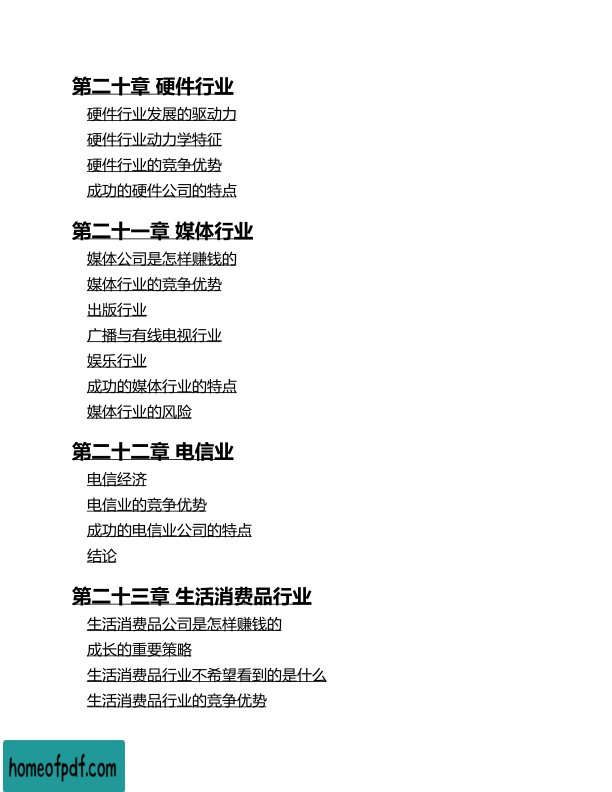 第二十章 硬件行业
硬件行业发展的驱动力
硬件行业动力学特征
硬件行业的竞争优势
成功的硬件公司的特点
第二十一章 媒体行业
媒体公司是怎样赚钱的
媒体行业的竞争优势
出版行业
广播与有线电视行业
娱乐行业
成功的媒体行业的特点
媒体行业的风险
第二十二章 电信业
电信经济
电信业的竞争优势
成功的电信业公司的特点
结论
第二十三章 生活消费品行业
生活消费品公司是怎样赚钱的
成长的重要策略
生活消费品行业不希望看到的是什么
生活消费品行业的竞争优势
homeofpdf.com